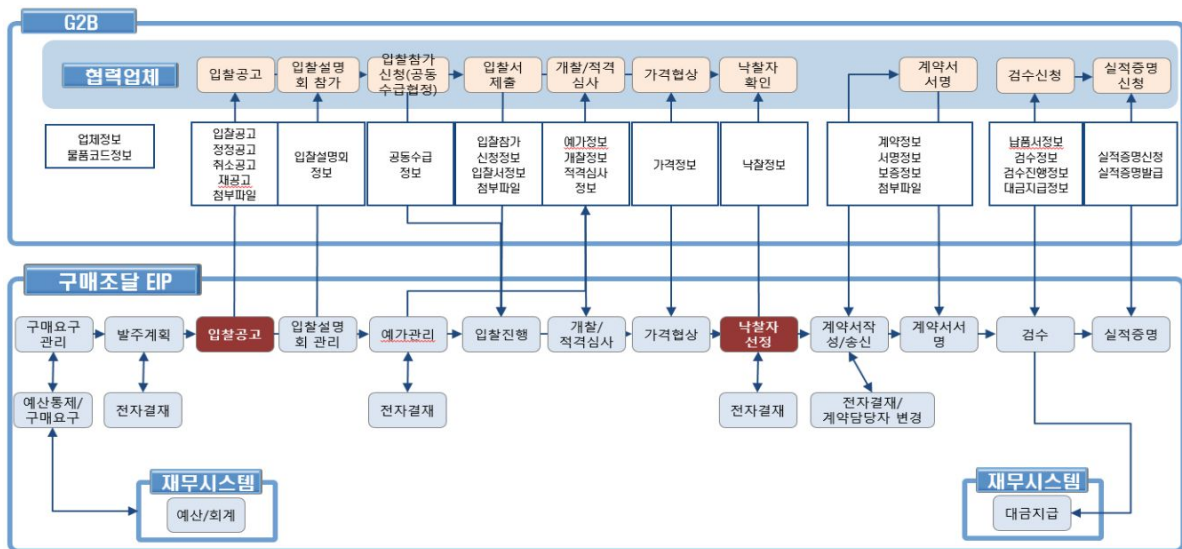 G2B
협력업체
입찰공고
입찰설명
회 참가
입찰참가
신청(공동
수급협정)
입찰서
제출
개찰/적격
심사
가격협상
낙찰자
확인
계약서
서명
검수신청
실적증명
신청
업체정보
물품코드정보
입찰공고
정정공고
취소공고
재공고
첨부파일
입찰설명회
정보
공동수급
정보
입찰참가
신청정보
입찰서정보
첨부파일
예가정보
개찰정보
적격심사
정보
가격정보
낙찰정보
계약정보
서명정보
보증정보
첨부파일
납품서정보
검수정보
검수진행정보
대금지급정보
실적증명신청
실적증명발급
구매조달 EIP
구매요구
관리
발주계획
입찰공고
입찰설명
회 관리
예가관리
입찰진행
개찰/
적격심사
가격협상
낙찰자
선정
계약서작
성/송신
계약서서
명
검수
실적증명
예산통제/
구매요구
전자결재
전자결재
전자결재
전자결재/
계약담당자 변경
재무시스템
예산/회계
재무시스템
대금지급